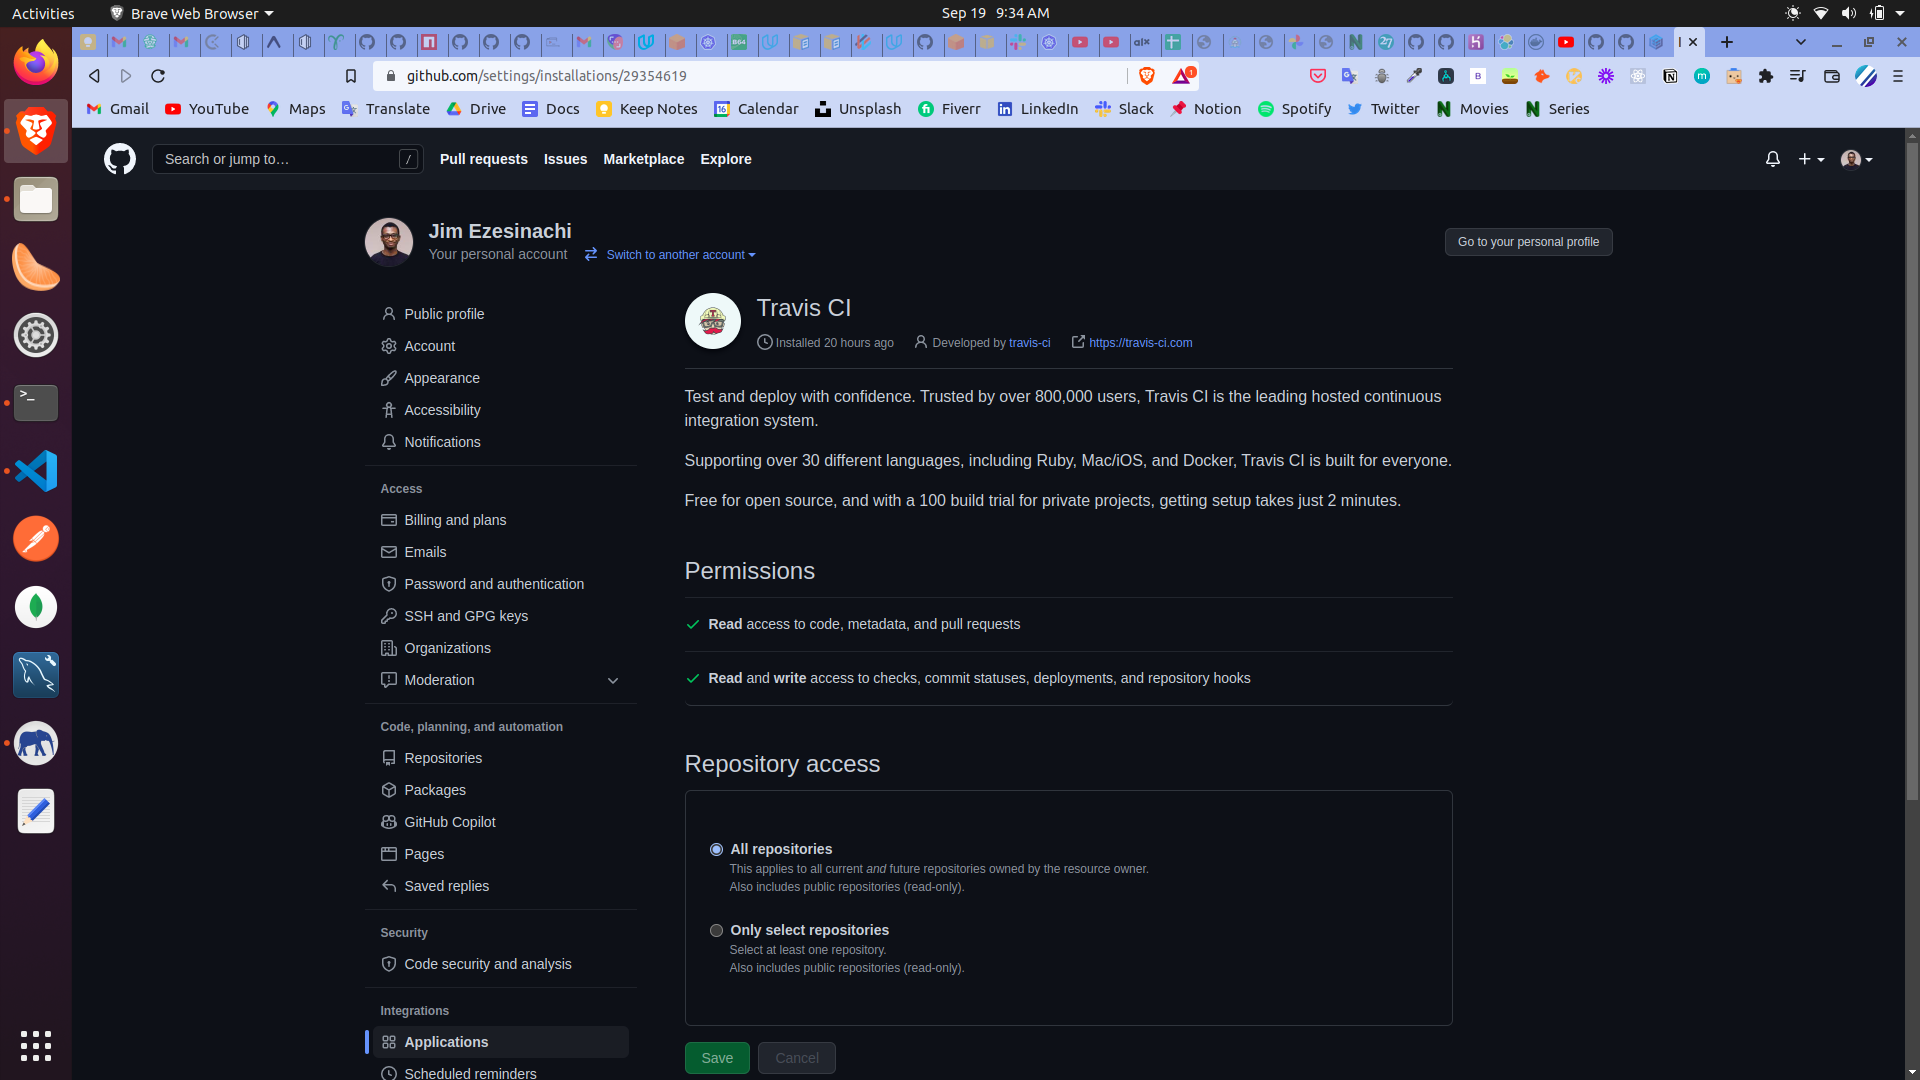 Activities
Brave Web Browser
Sep 19 9:34 AM
github.com/settings/installations/29354619
1
Gmail
YouTube
Maps
Translate
Drive
Docs
Keep Notes
Calendar
Unsplash
Fiverr
LinkedIn
Slack
Notion
Spotify
Twitter
Movies
Series
Search or jump to…
/
Pull requests
Issues
Marketplace
Explore
Jim Ezesinachi
Your personal account
Switch to another account
Go to your personal profile
Public profile
Account
Appearance
Accessibility
Notifications
Access
Billing and plans
Emails
Password and authentication
SSH and GPG keys
Organizations
Moderation
Code, planning, and automation
Repositories
Packages
GitHub Copilot
Pages
Saved replies
Security
Code security and analysis
Integrations
Applications
Scheduled reminders
Travis CI
Installed 20 hours ago
Developed by travis-ci
https://travis-ci.com
Test and deploy with confidence. Trusted by over 800,000 users, Travis CI is the leading hosted continuous
integration system.
Supporting over 30 different languages, including Ruby, Mac/iOS, and Docker, Travis CI is built for everyone.
Free for open source, and with a 100 build trial for private projects, getting setup takes just 2 minutes.
Permissions
Read access to code, metadata, and pull requests
Read and write access to checks, commit statuses, deployments, and repository hooks
Repository access
All repositories
This applies to all current and future repositories owned by the resource owner.
Also includes public repositories (read-only).
Only select repositories
Select at least one repository.
Also includes public repositories (read-only).
Save
Cancel